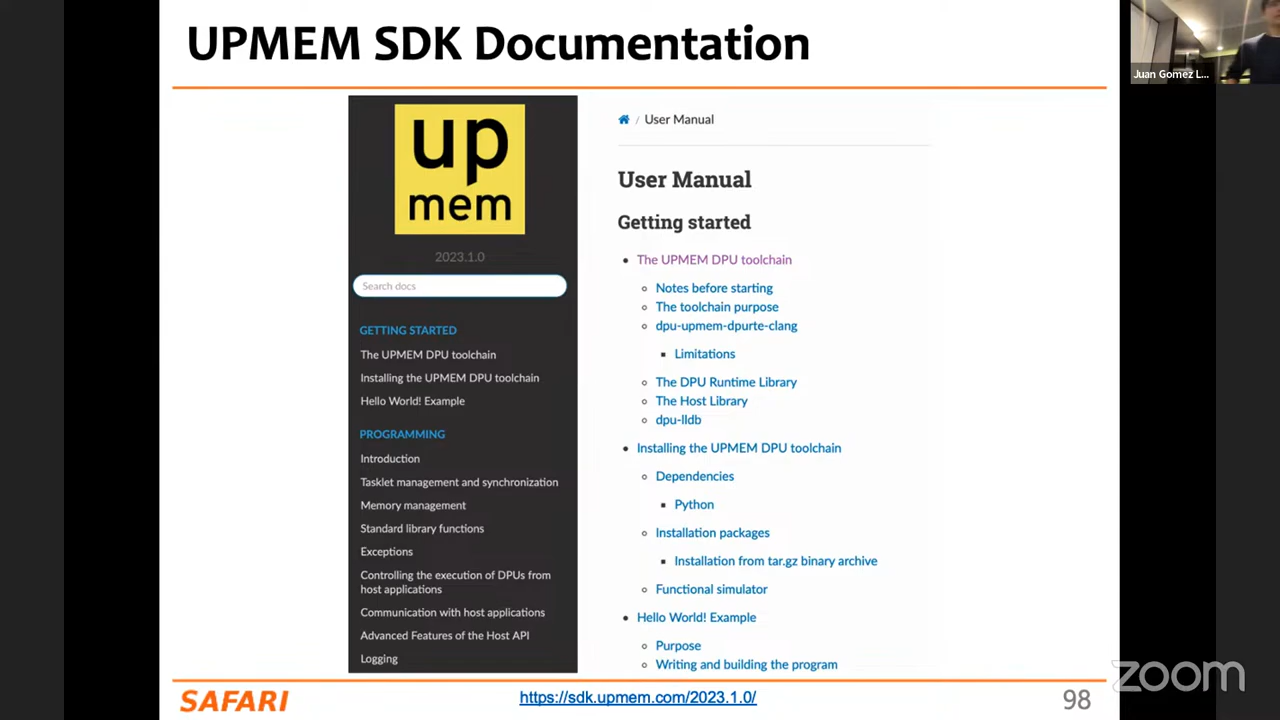 UPMEM SDK Documentation
Juan Gomez L...
up
mem
2023.1.0
Search docs
GETTING STARTED
The UPMEM DPU toolchain
Installing the UPMEM DPU toolchain
Hello World! Example
PROGRAMMING
Introduction
Tasklet management and synchronization
Memory management
Standard library functions
Exceptions
Controlling the execution of DPUs from
host applications
Communication with host applications
Advanced Features of the Host API
Logging
/ User Manual
User Manual
Getting started
The UPMEM DPU toolchain
Notes before starting
The toolchain purpose
dpu-upmem-dpurte-clang
Limitations
The DPU Runtime Library
The Host Library
dpu-lldb
Installing the UPMEM DPU toolchain
Dependencies
Python
Installation packages
Installation from tar.gz binary archive
Functional simulator
Hello World! Example
Purpose
Writing and building the program
SAFARI
https://sdk.upmem.com/2023.1.0/
98
zoom